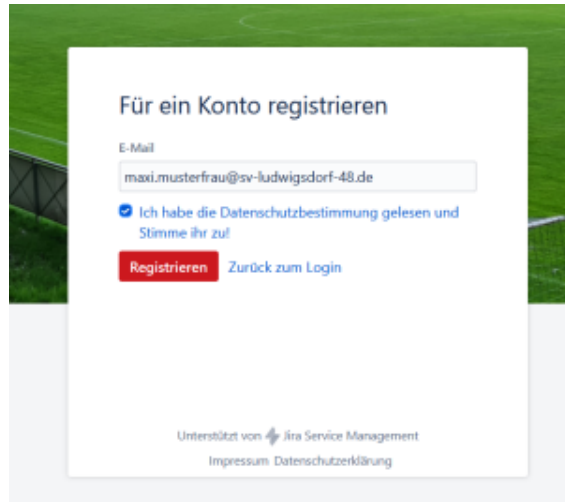 Für ein Konto registrieren
E-Mail
maxi.musterfrau@sv-ludwigsdorf-48.de
Ich habe die Datenschutzbestimmung gelesen und
Stimme ihr zu!
Registrieren Zurück zum Login
Unterstützt von Jira Service Management
Impressum Datenschutzerklärung